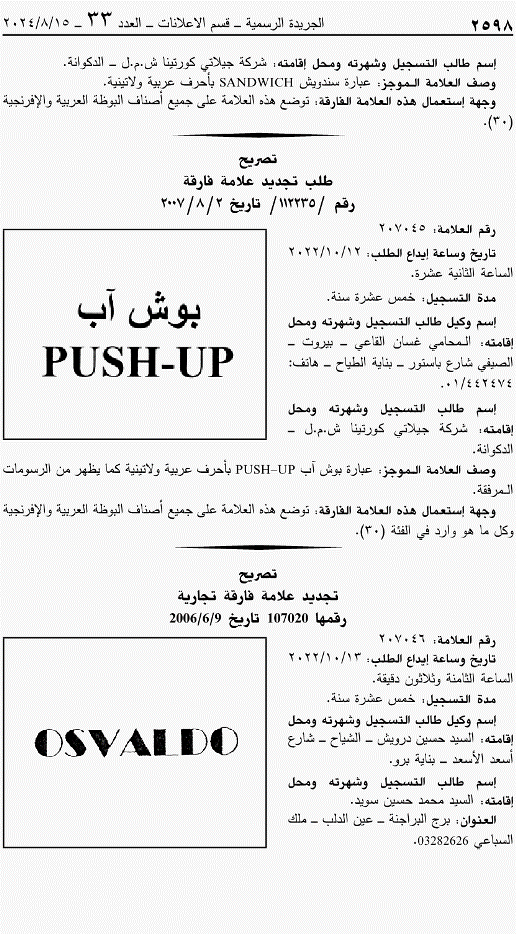 ٢٥٩٨ الجريدة الرسمية – قسم الاعلانات – العدد ٣٣ – ٢٠٢٤/٨/١٥
إسم طالب التسجيل وشهرته ومحل إقامته: شركة جيلاتي كورتينا ش.م.ل – الدكوانة.
وصف العلامة الموجز: عبارة سندويش SANDWICH بأحرف عربية ولاتينية.
وجهة إستعمال هذه العلامة الفارقة: توضع هذه العلامة على جميع أصناف البوظة العربية والإفرنجية
(٣٠).
تصريح
طلب تجديد علامة فارقة
رقم /١١٢٢٣٥/ تاريخ ٢٠٠٧/٨/٢
رقم العلامة: ٢٠٧٠٤٥
تاريخ وساعة إيداع الطلب: ٢٠٢٢/١٠/١٢
الساعة الثانية عشرة.
مدة التسجيل: خمس عشرة سنة.
إسم وكيل طالب التسجيل وشهرته ومحل
إقامته: المحامي غسان القاعي – بيروت –
الصيفي شارع باستور – بناية الطياح – هاتف:
٠١/٤٤٢٤٧٤.
إسم طالب التسجيل وشهرته ومحل
إقامته: شركة جيلاتي كورتينا ش.م.ل –
الدكوانة.
بوش آب
PUSH-UP
وصف العلامة الموجز: عبارة بوش آب PUSH–UP بأحرف عربية ولاتينية كما يظهر من الرسومات
المرفقة.
وجهة إستعمال هذه العلامة الفارقة: توضع هذه العلامة على جميع أصناف البوظة العربية والإفرنجية
وكل ما هو وارد في الفئة (٣٠).
تصريح
تجديد علامة فارقة تجارية
رقمها 107020 تاريخ 2006/6/9
رقم العلامة: ٢٠٧٠٤٦
تاريخ وساعة إيداع الطلب: ٢٠٢٢/١٠/١٣
الساعة الثامنة وثلاثون دقيقة.
مدة التسجيل: خمس عشرة سنة.
إسم وكيل طالب التسجيل وشهرته ومحل
إقامته: السيد حسين درويش – الشياح – شارع
أسعد الأسعد – بناية برو.
إسم طالب التسجيل وشهرته ومحل
إقامته: السيد محمد حسين سويد.
العنوان: برج البراجنة – عين الدلب – ملك
السباعي 03282626.
OSVALDO